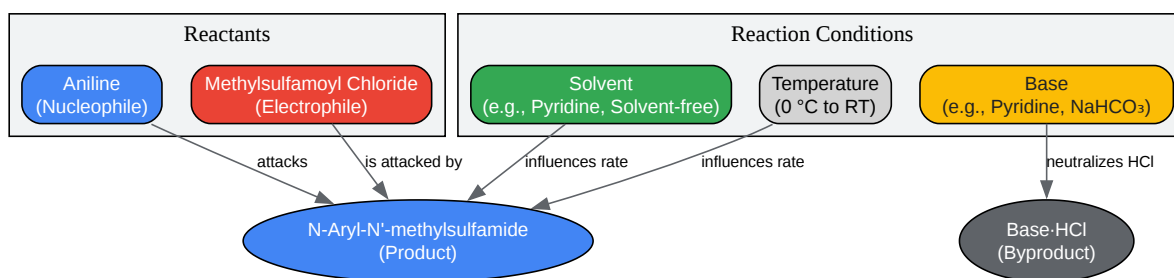 Reactants
Reaction Conditions
Aniline
(Nucleophile)
Methylsulfamoyl Chloride
(Electrophile)
Solvent
(e.g., Pyridine, Solvent-free)
Temperature
(0 °C to RT)
Base
(e.g., Pyridine, NaHCO₃)
attacks
is attacked by
influences rate
influences rate
neutralizes HCl
N-Aryl-N'-methylsulfamide
(Product)
Base·HCl
(Byproduct)